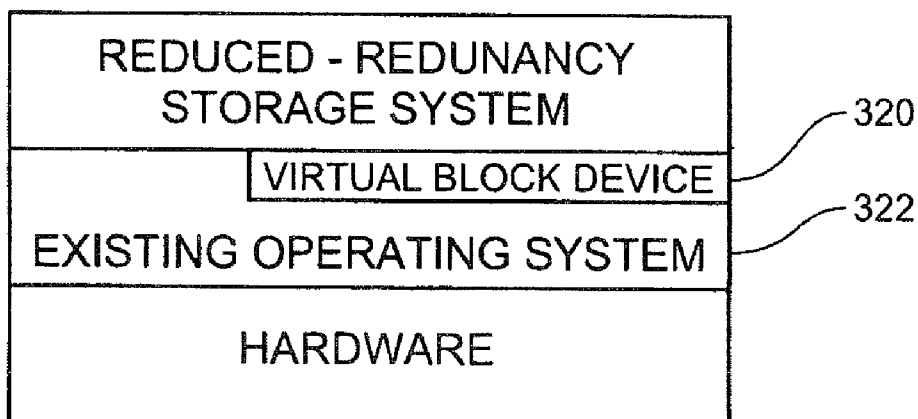 REDUCED - REDUNANCY
STORAGE SYSTEM
320
VIRTUAL BLOCK DEVICE
322
EXISTING OPERATING SYSTEM
HARDWARE